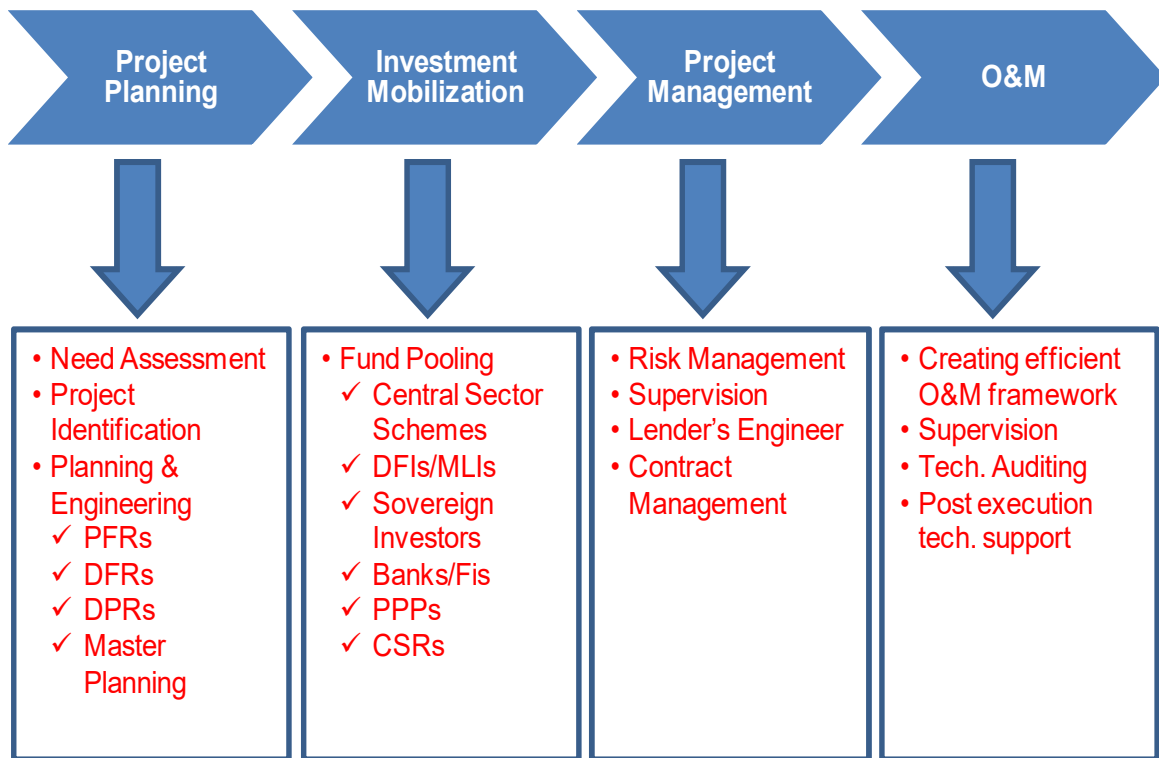 Project
Planning
Investment
Mobilization
Project
Management
O&M
• Need Assessment
• Project
Identification
• Planning &
Engineering
✓ PFRs
✓ DFRs
✓ DPRs
✓ Master
Planning
• Fund Pooling
✓ Central Sector
Schemes
✓ DFIs/MLIs
✓ Sovereign
Investors
✓ Banks/Fis
✓ PPPs
✓ CSRs
• Risk Management
• Supervision
• Lender's Engineer
• Contract
Management
• Creating efficient
O&M framework
• Supervision
• Tech. Auditing
• Post execution
tech. support